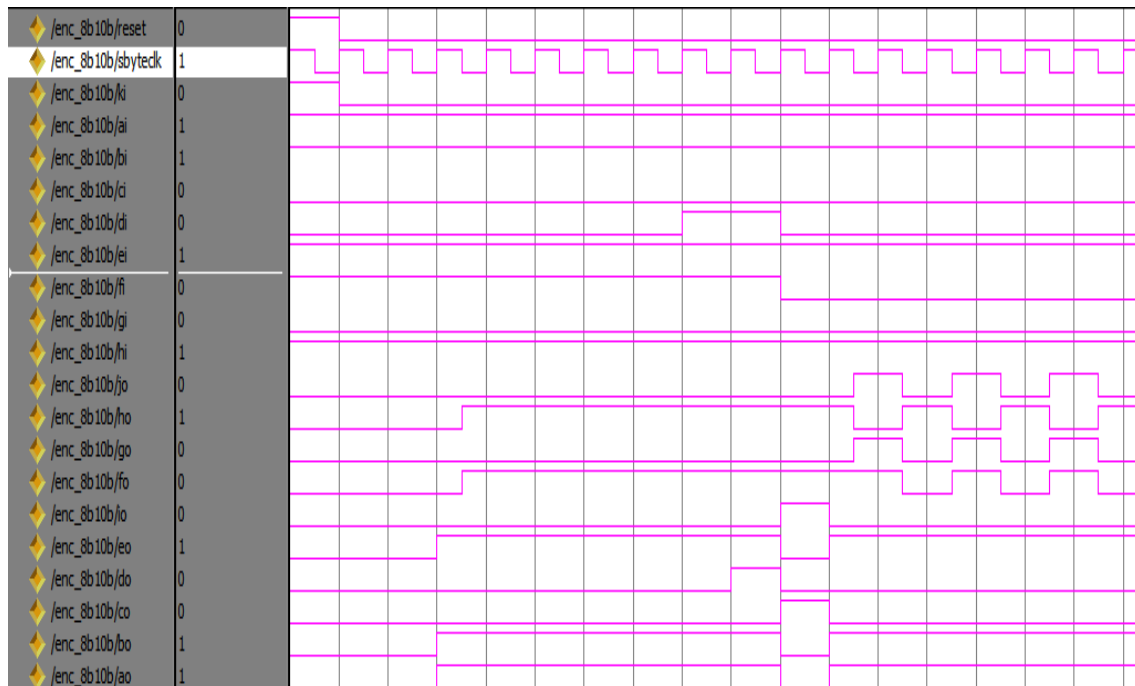 /enc_8b10b/reset 0
/enc_8b10b/sbyteclk 1
/enc_8b10b/ki 0
/enc_8b10b/ai 1
/enc_8b10b/bi 1
/enc_8b10b/ci 0
/enc_8b10b/di 0
/enc_8b10b/ei 1
/enc_8b10b/fi 0
/enc_8b10b/gi 0
/enc_8b10b/hi 1
/enc_8b10b/jo 0
/enc_8b10b/ho 1
/enc_8b10b/go 0
/enc_8b10b/fo 0
/enc_8b10b/io 0
/enc_8b10b/eo 1
/enc_8b10b/do 0
/enc_8b10b/co 0
/enc_8b10b/bo 1
/enc_8b10b/ao 1